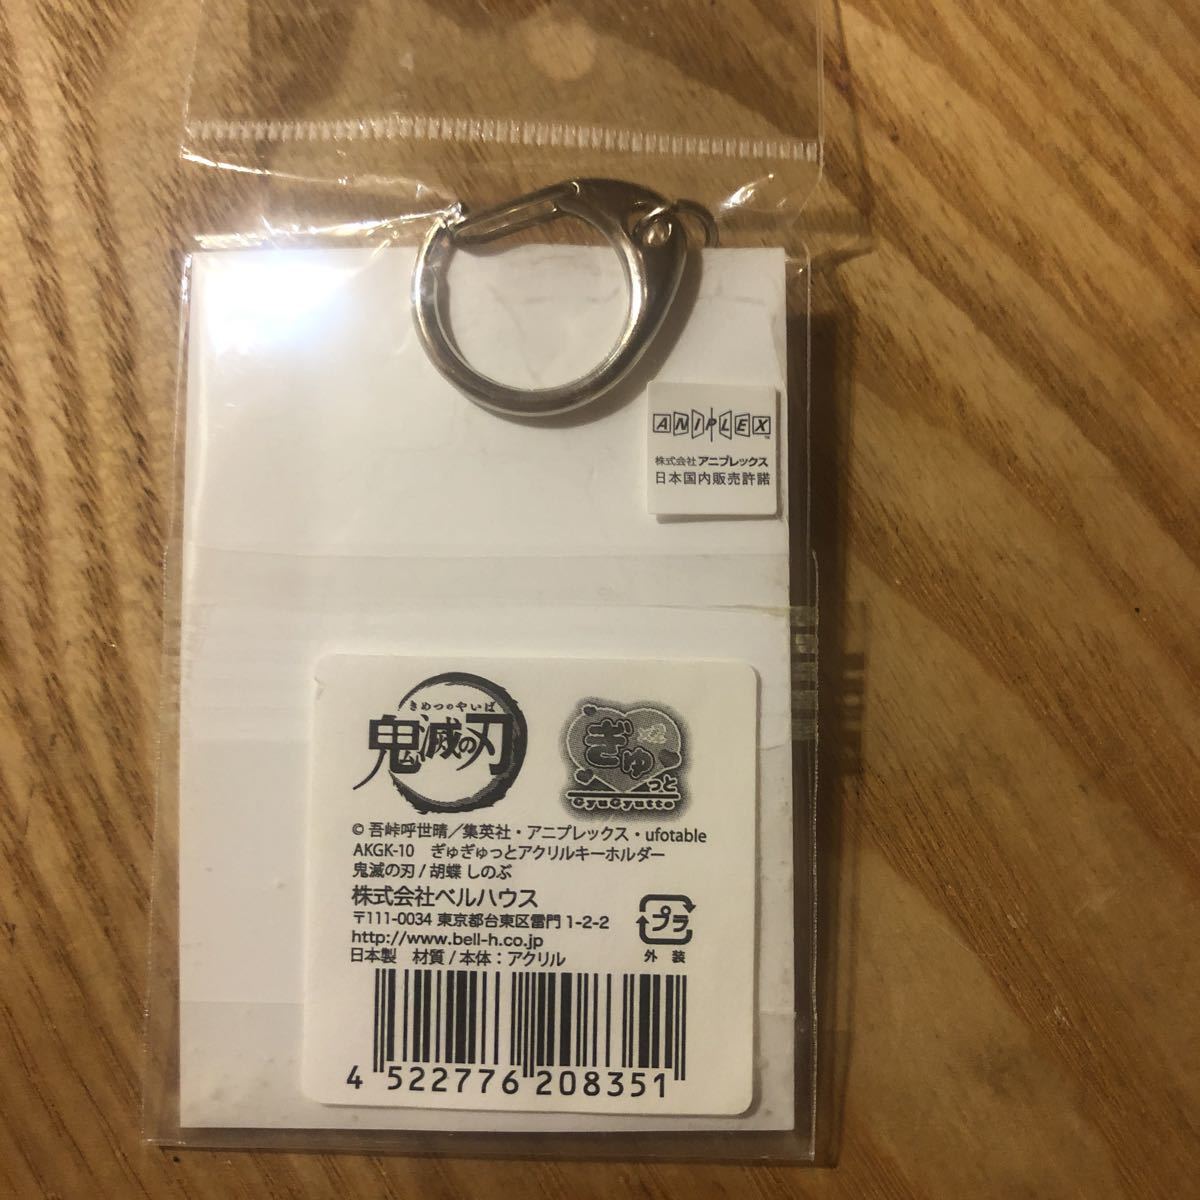 ANIPLEX
株式会社 アニプレックス
日本国内販売許諾
きめつのやいば
鬼滅の刃
ぎゅ
っと
GyuGyutto
© 吾峠呼世晴／集英社・アニプレックス・ufotable
AKGK-10 ぎゅぎゅっとアクリルキーホルダー
鬼滅の刃 / 胡蝶 しのぶ
株式会社ベルハウス
〒111-0034 東京都台東区雷門 1-2-2
http://www.bell-h.co.jp
日本製 材質 / 本体：アクリル
プラ
外装
4 522776 208351